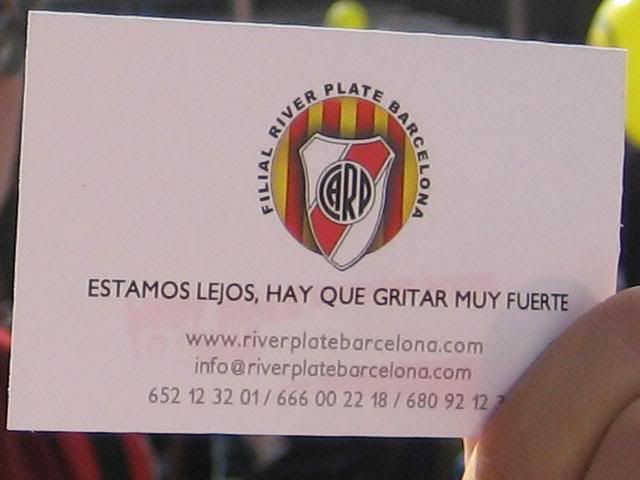 FILIAL RIVER PLATE BARCELONA
CARP
ESTAMOS LEJOS, HAY QUE GRITAR MUY FUERTE
www.riverplatebarcelona.com
info@riverplatebarcelona.com
652 12 32 01 / 666 00 22 18 / 680 92 12